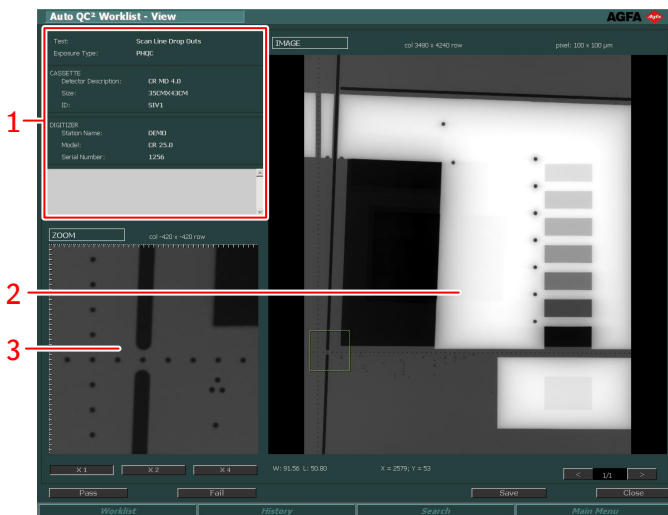 Auto QC² Worklist - View
AGFA
Agfa
Test: Scan Line Drop Outs
Exposure Type: PHQC
CASSETTE
Detector Description: CR MD 4.0
Size: 35CMX43CM
ID: SIV1
DIGITIZER
Station Name: DEMO
Model: CR 25.0
Serial Number: 1256
IMAGE
col 3480 x 4240 row
pixel: 100 x 100 µm
ZOOM
col -420 x -420 row
1
2
3
X 1
X 2
X 4
W: 91.56 L: 50.80
X = 2579; Y = 53
<
1/1
>
Pass
Fail
Save
Close
Worklist
History
Search
Main Menu